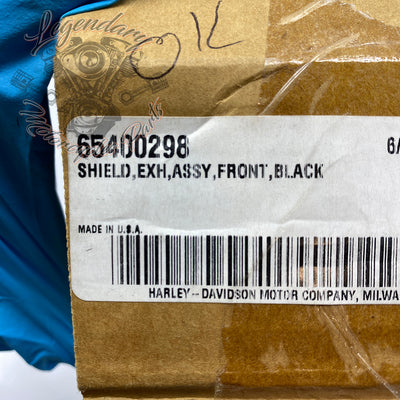 Legendary
Motorcycle Parts
65400298
6/
SHIELD,EXH,ASSY,FRONT,BLACK
MADE IN U.S.A.
HARLEY-DAVIDSON MOTOR COMPANY, MILWA